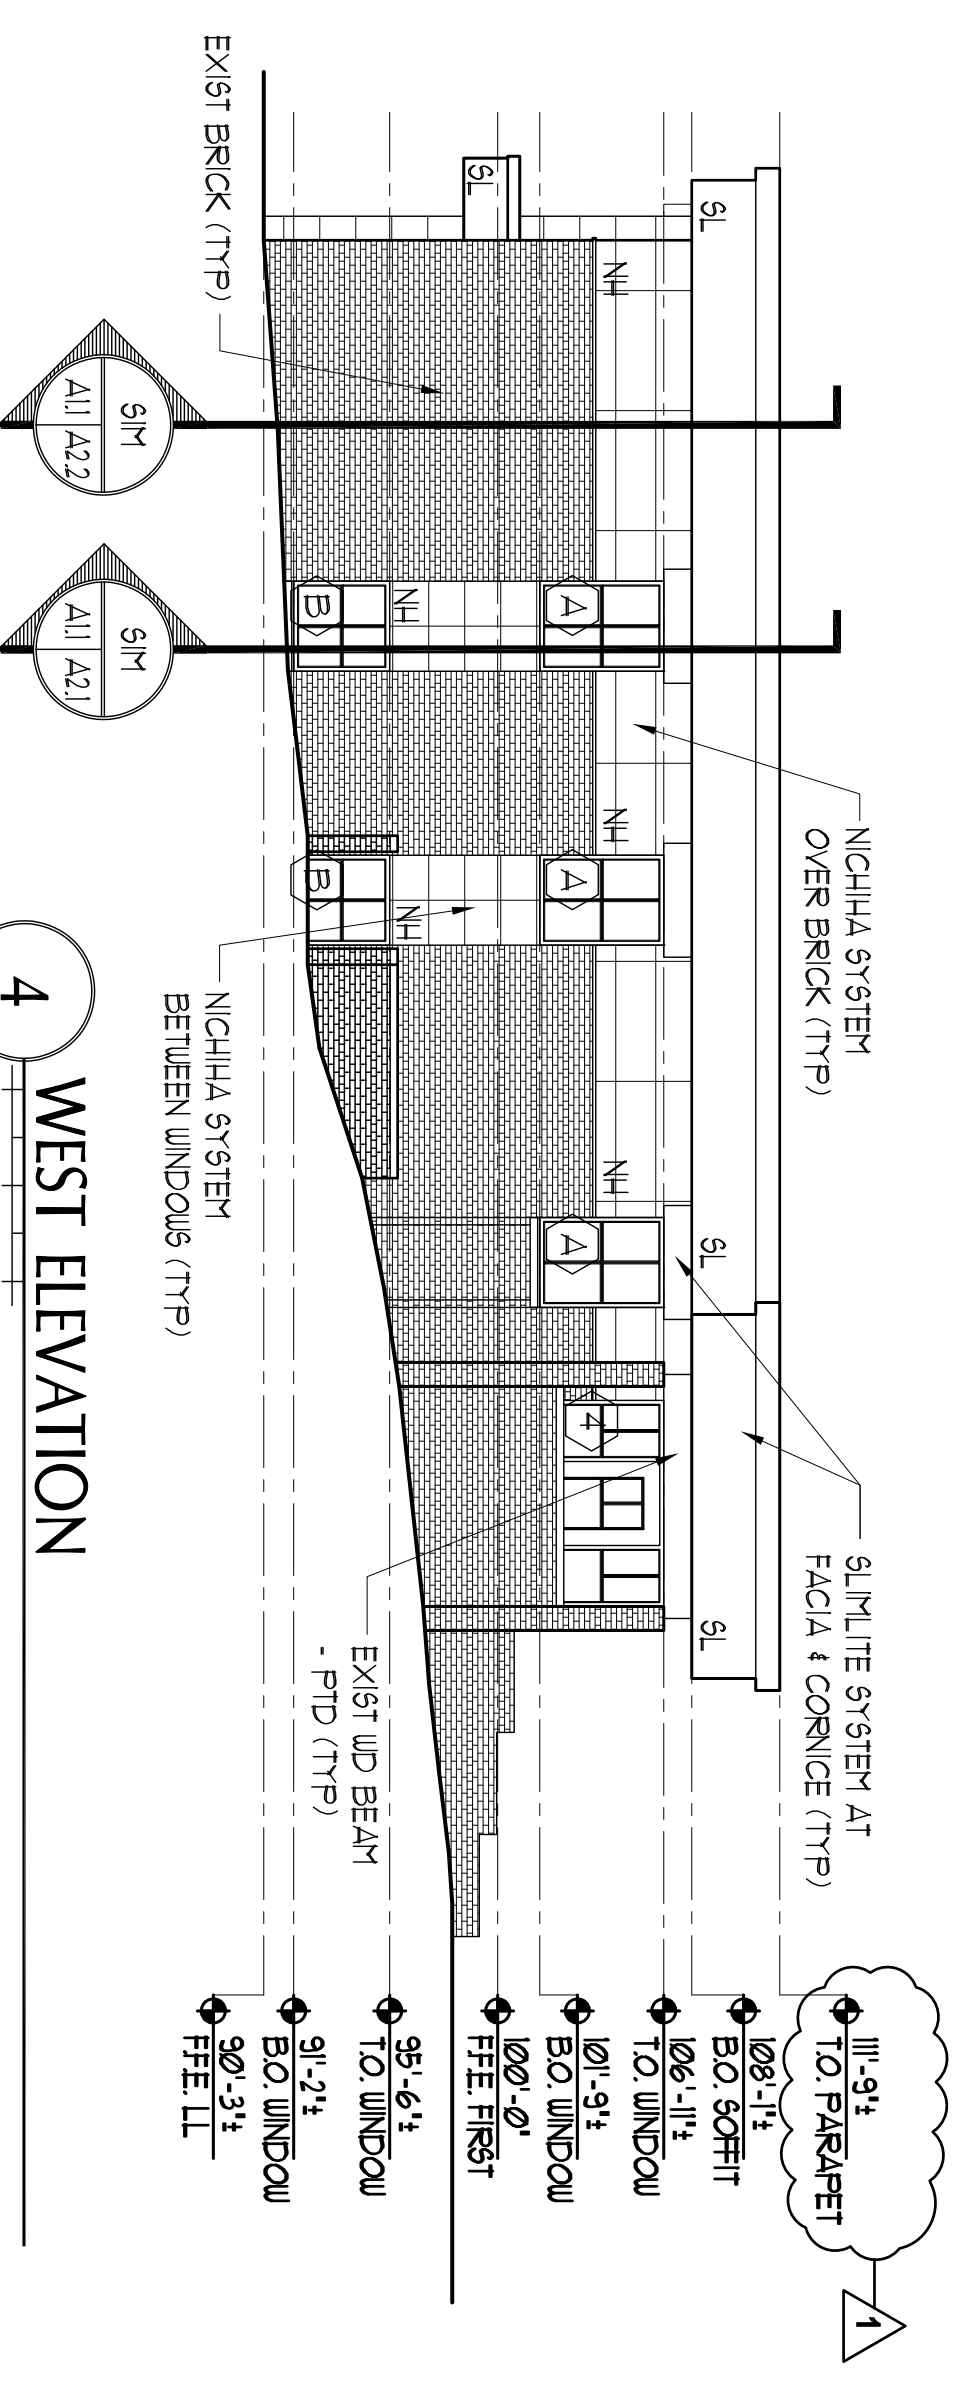 NICHIHA SYSTEM
OVER BRICK (TYP)
SLIMLITE SYSTEM AT
FACIA & CORNICE (TYP)
1
111'-9"±
T.O. PARAPET
108'-1"±
B.O. SOFFIT
106'-11"±
T.O. WINDOW
101'-9"±
B.O. WINDOW
100'-0"
F.F.E. FIRST
95'-6"±
T.O. WINDOW
91'-2"±
B.O. WINDOW
90'-3"±
F.F.E. LL
SL
SL
SL
NH
NH
NH
A
A
A
4
SL
NH
NH
B
B
EXIST BRICK (TYP)
NICHIHA SYSTEM
BETWEEN WINDOWS (TYP)
EXIST WD BEAM
- PTD (TYP)
SIM
A1.1 A2.2
SIM
A1.1 A2.1
4
WEST ELEVATION